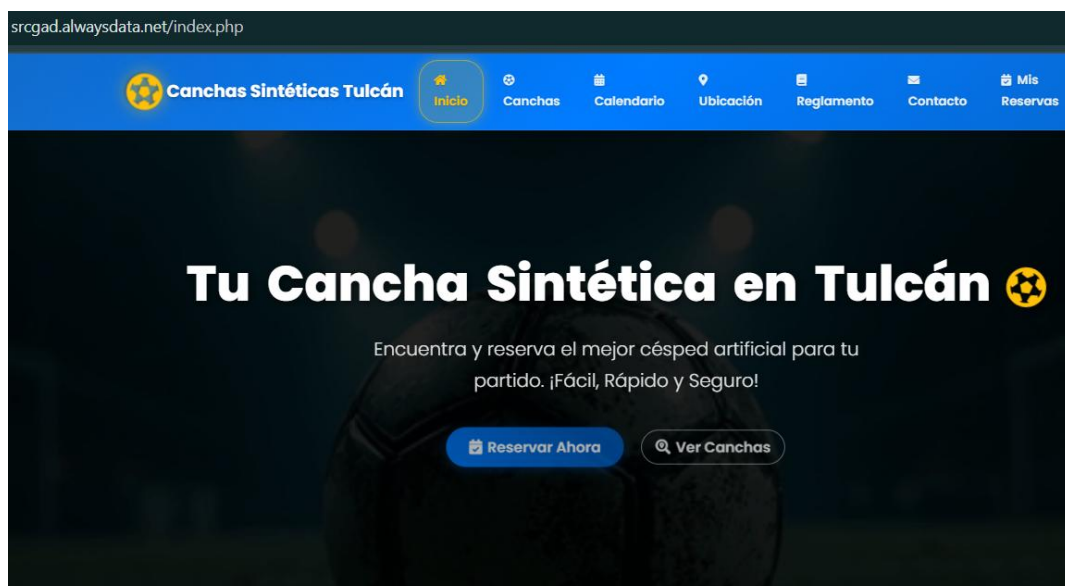 srcgad.alwaysdata.net/index.php
Canchas Sintéticas Tulcán
Inicio
Canchas
Calendario
Ubicación
Reglamento
Contacto
Mis
Reservas
Tu Cancha Sintética en Tulcán
Encuentra y reserva el mejor césped artificial para tu
partido. ¡Fácil, Rápido y Seguro!
Reservar Ahora
Ver Canchas